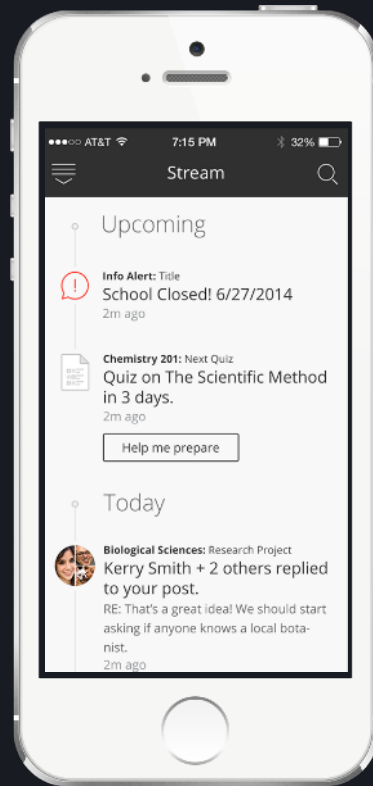 ●●●○○ AT&T 7:15 PM 32%
Stream
Upcoming
Info Alert: Title
School Closed! 6/27/2014
2m ago
Chemistry 201: Next Quiz
Quiz on The Scientific Method
in 3 days.
2m ago
Help me prepare
Today
Biological Sciences: Research Project
Kerry Smith + 2 others replied
to your post.
RE: That's a great idea! We should start
asking if anyone knows a local bota-
nist.
2m ago